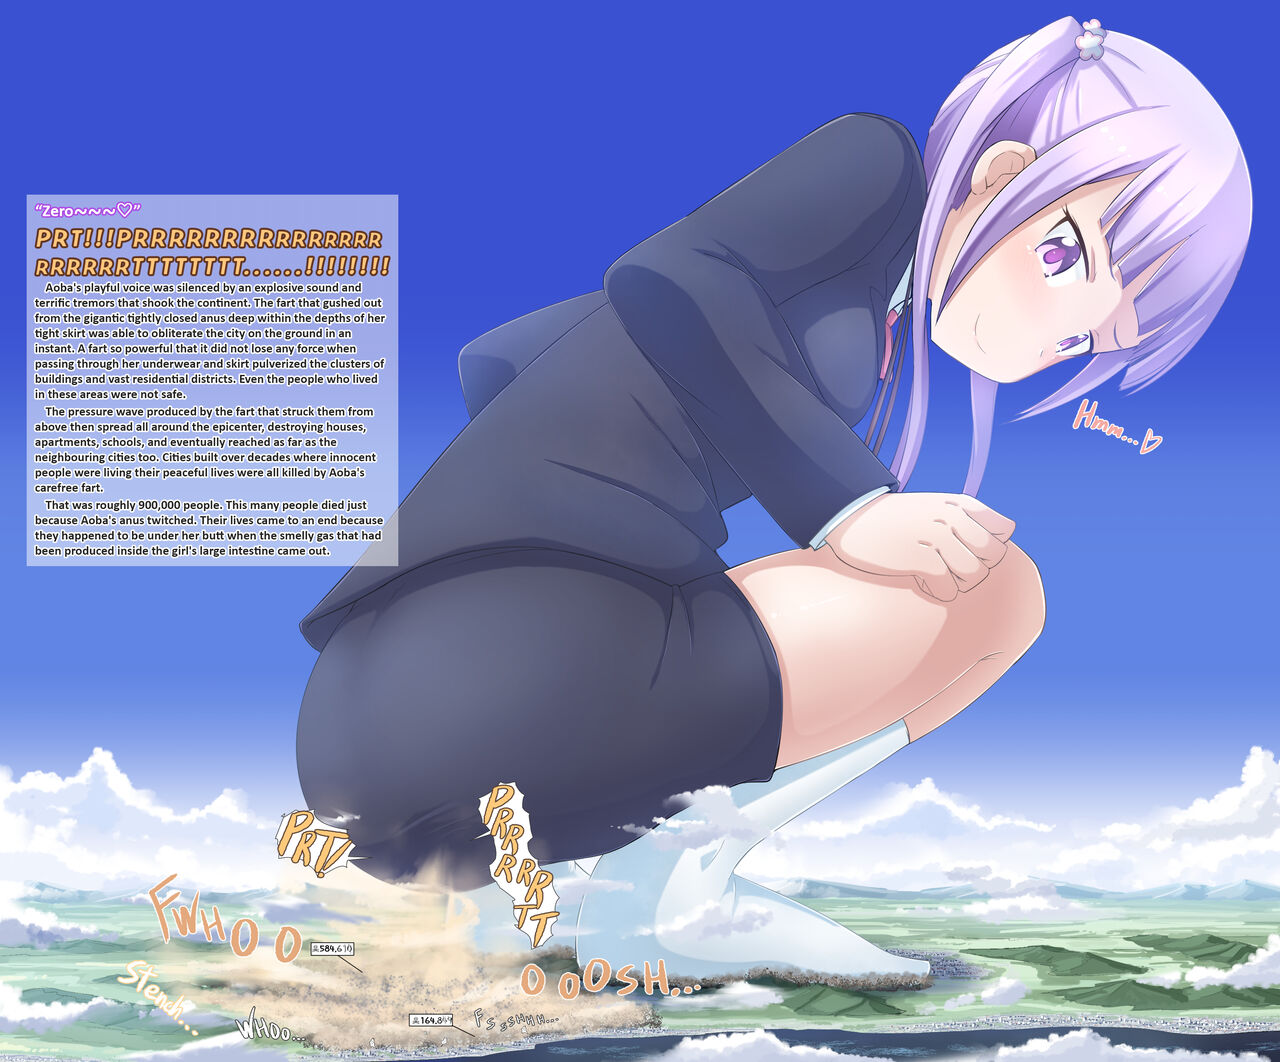 “Zero~~~♡”
PRT!!!PRRRRRRRRRRRRRRRR
RRRRRRTTTTTTTT......!!!!!!!!
Aoba's playful voice was silenced by an explosive sound and
terrific tremors that shook the continent. The fart that gushed out
from the gigantic tightly closed anus deep within the depths of her
tight skirt was able to obliterate the city on the ground in an
instant. A fart so powerful that it did not lose any force when
passing through her underwear and skirt pulverized the clusters of
buildings and vast residential districts. Even the people who lived
in these areas were not safe.
The pressure wave produced by the fart that struck them from
above then spread all around the epicenter, destroying houses,
apartments, schools, and eventually reached as far as the
neighbouring cities too. Cities built over decades where innocent
people were living their peaceful lives were all killed by Aoba's
carefree fart.
That was roughly 900,000 people. This many people died just
because Aoba's anus twitched. Their lives came to an end because
they happened to be under her butt when the smelly gas that had
been produced inside the girl's large intestine came out.
Hmm...♡
PRT!
PRRRRRTT
FWHOO
584,610
OOOSH...
Stench...
WHOO...
164,849
FSSSHHH...